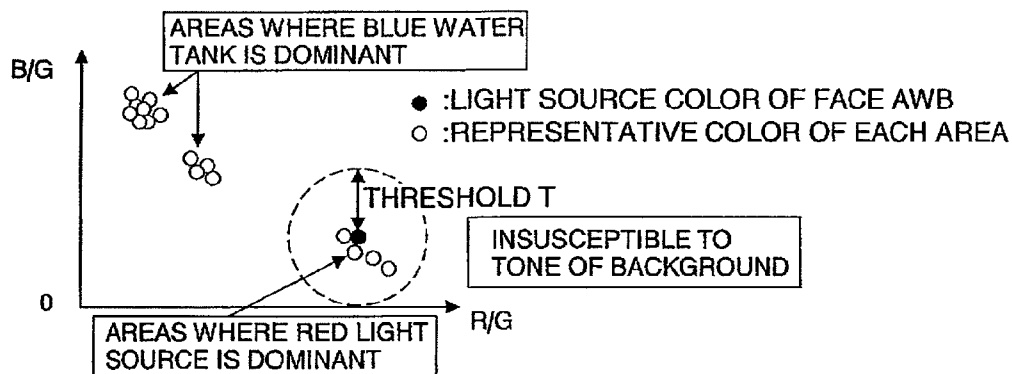 AREAS WHERE BLUE WATER
TANK IS DOMINANT
B/G
● :LIGHT SOURCE COLOR OF FACE AWB
○ :REPRESENTATIVE COLOR OF EACH AREA
THRESHOLD T
INSUSCEPTIBLE TO
TONE OF BACKGROUND
0
R/G
AREAS WHERE RED LIGHT
SOURCE IS DOMINANT